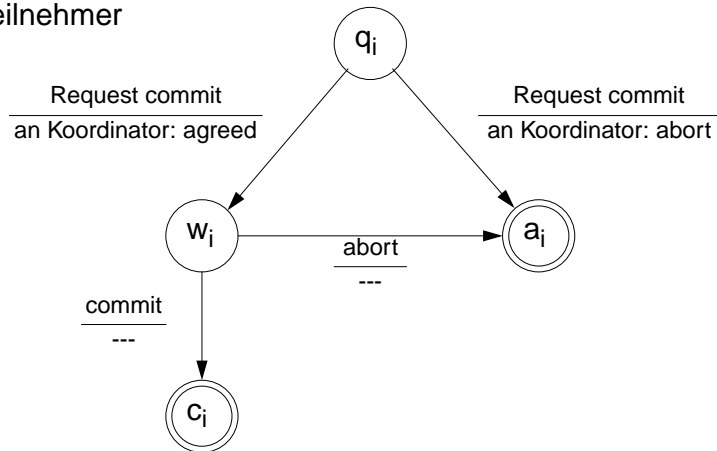 eilnehmer
qi
Request commit
an Koordinator: agreed
Request commit
an Koordinator: abort
wi
abort
---
ai
commit
---
ci